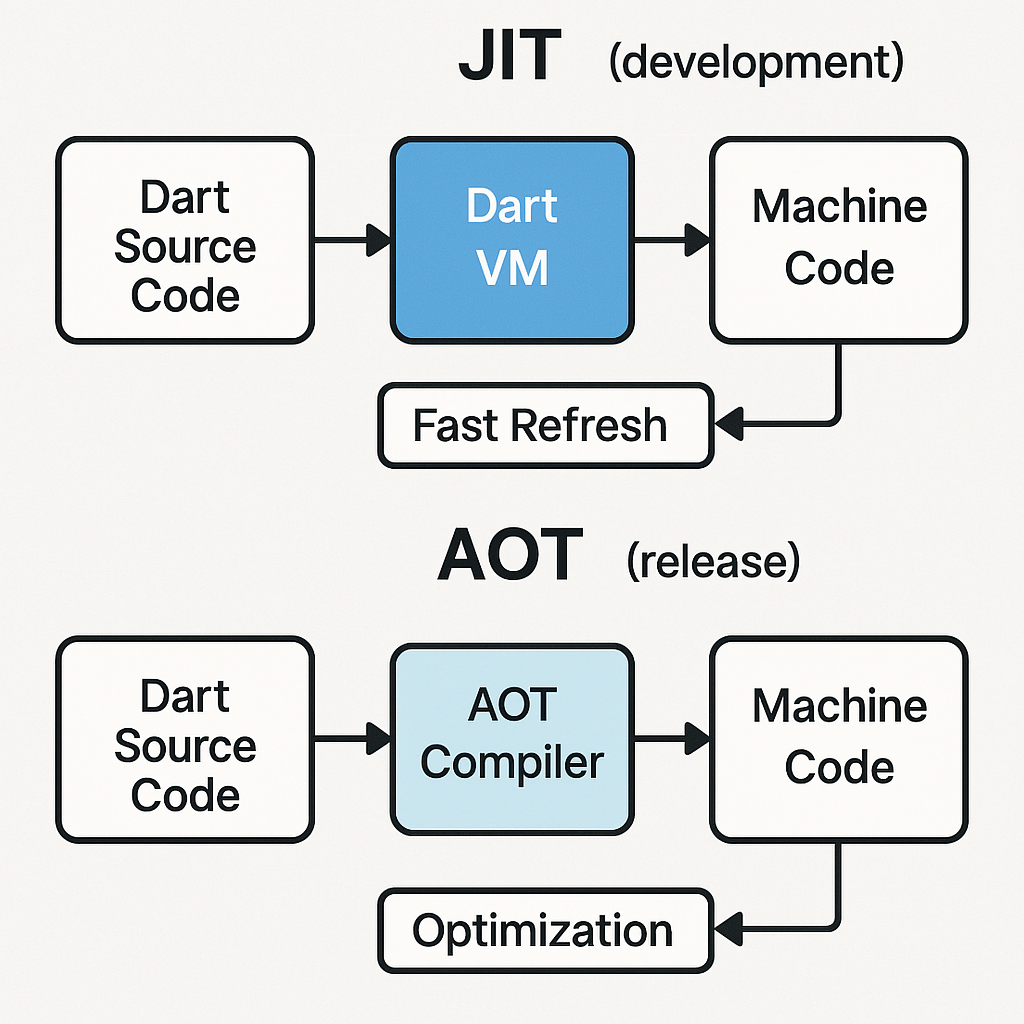 JIT (development)
Dart
Source
Code
Dart
VM
Machine
Code
Fast Refresh
AOT (release)
Dart
Source
Code
AOT
Compiler
Machine
Code
Optimization